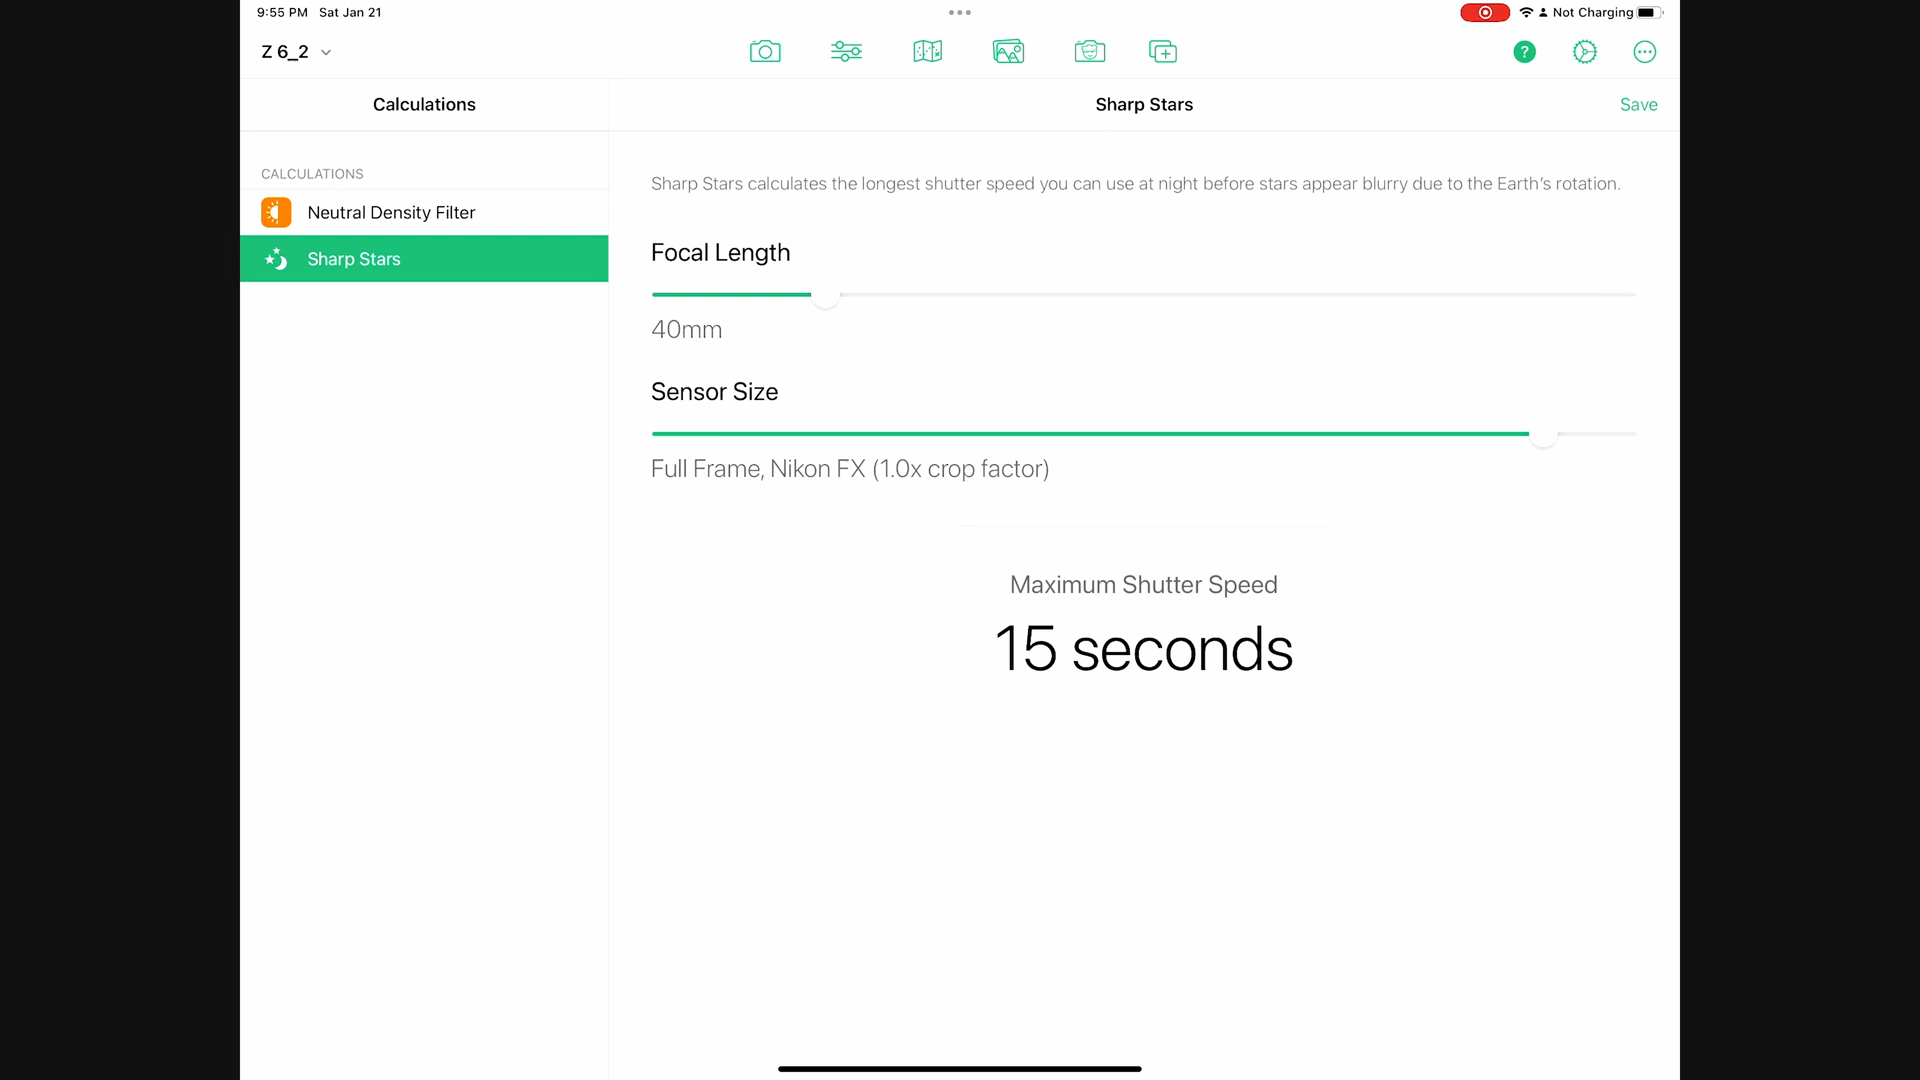 9:55 PM Sat Jan 21
Not Charging
Z 6_2
?
Calculations
Sharp Stars
Save
CALCULATIONS
Neutral Density Filter
Sharp Stars
Sharp Stars calculates the longest shutter speed you can use at night before stars appear blurry due to the Earth’s rotation.
Focal Length
40mm
Sensor Size
Full Frame, Nikon FX (1.0x crop factor)
Maximum Shutter Speed
15 seconds